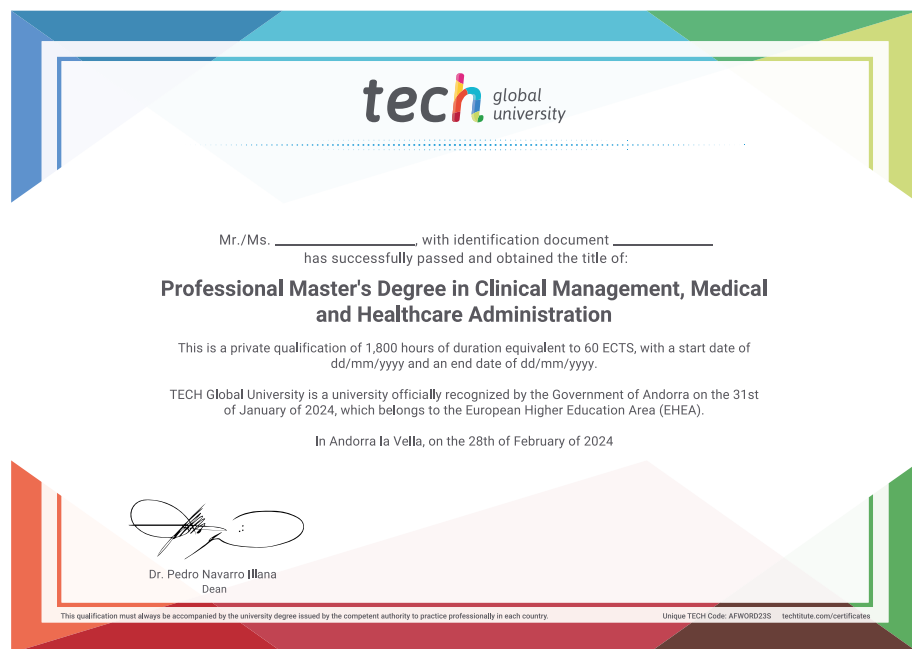 tech global university
Mr./Ms. ____________, with identification document ____________
has successfully passed and obtained the title of:
Professional Master's Degree in Clinical Management, Medical
and Healthcare Administration
This is a private qualification of 1,800 hours of duration equivalent to 60 ECTS, with a start date of
dd/mm/yyyy and an end date of dd/mm/yyyy.
TECH Global University is a university officially recognized by the Government of Andorra on the 31st
of January of 2024, which belongs to the European Higher Education Area (EHEA).
In Andorra la Vella, on the 28th of February of 2024
Dr. Pedro Navarro Illana
Dean
This qualification must always be accompanied by the university degree issued by the competent authority to practice professionally in each country.
Unique TECH Code: AFWORD23S techtitute.com/certificates